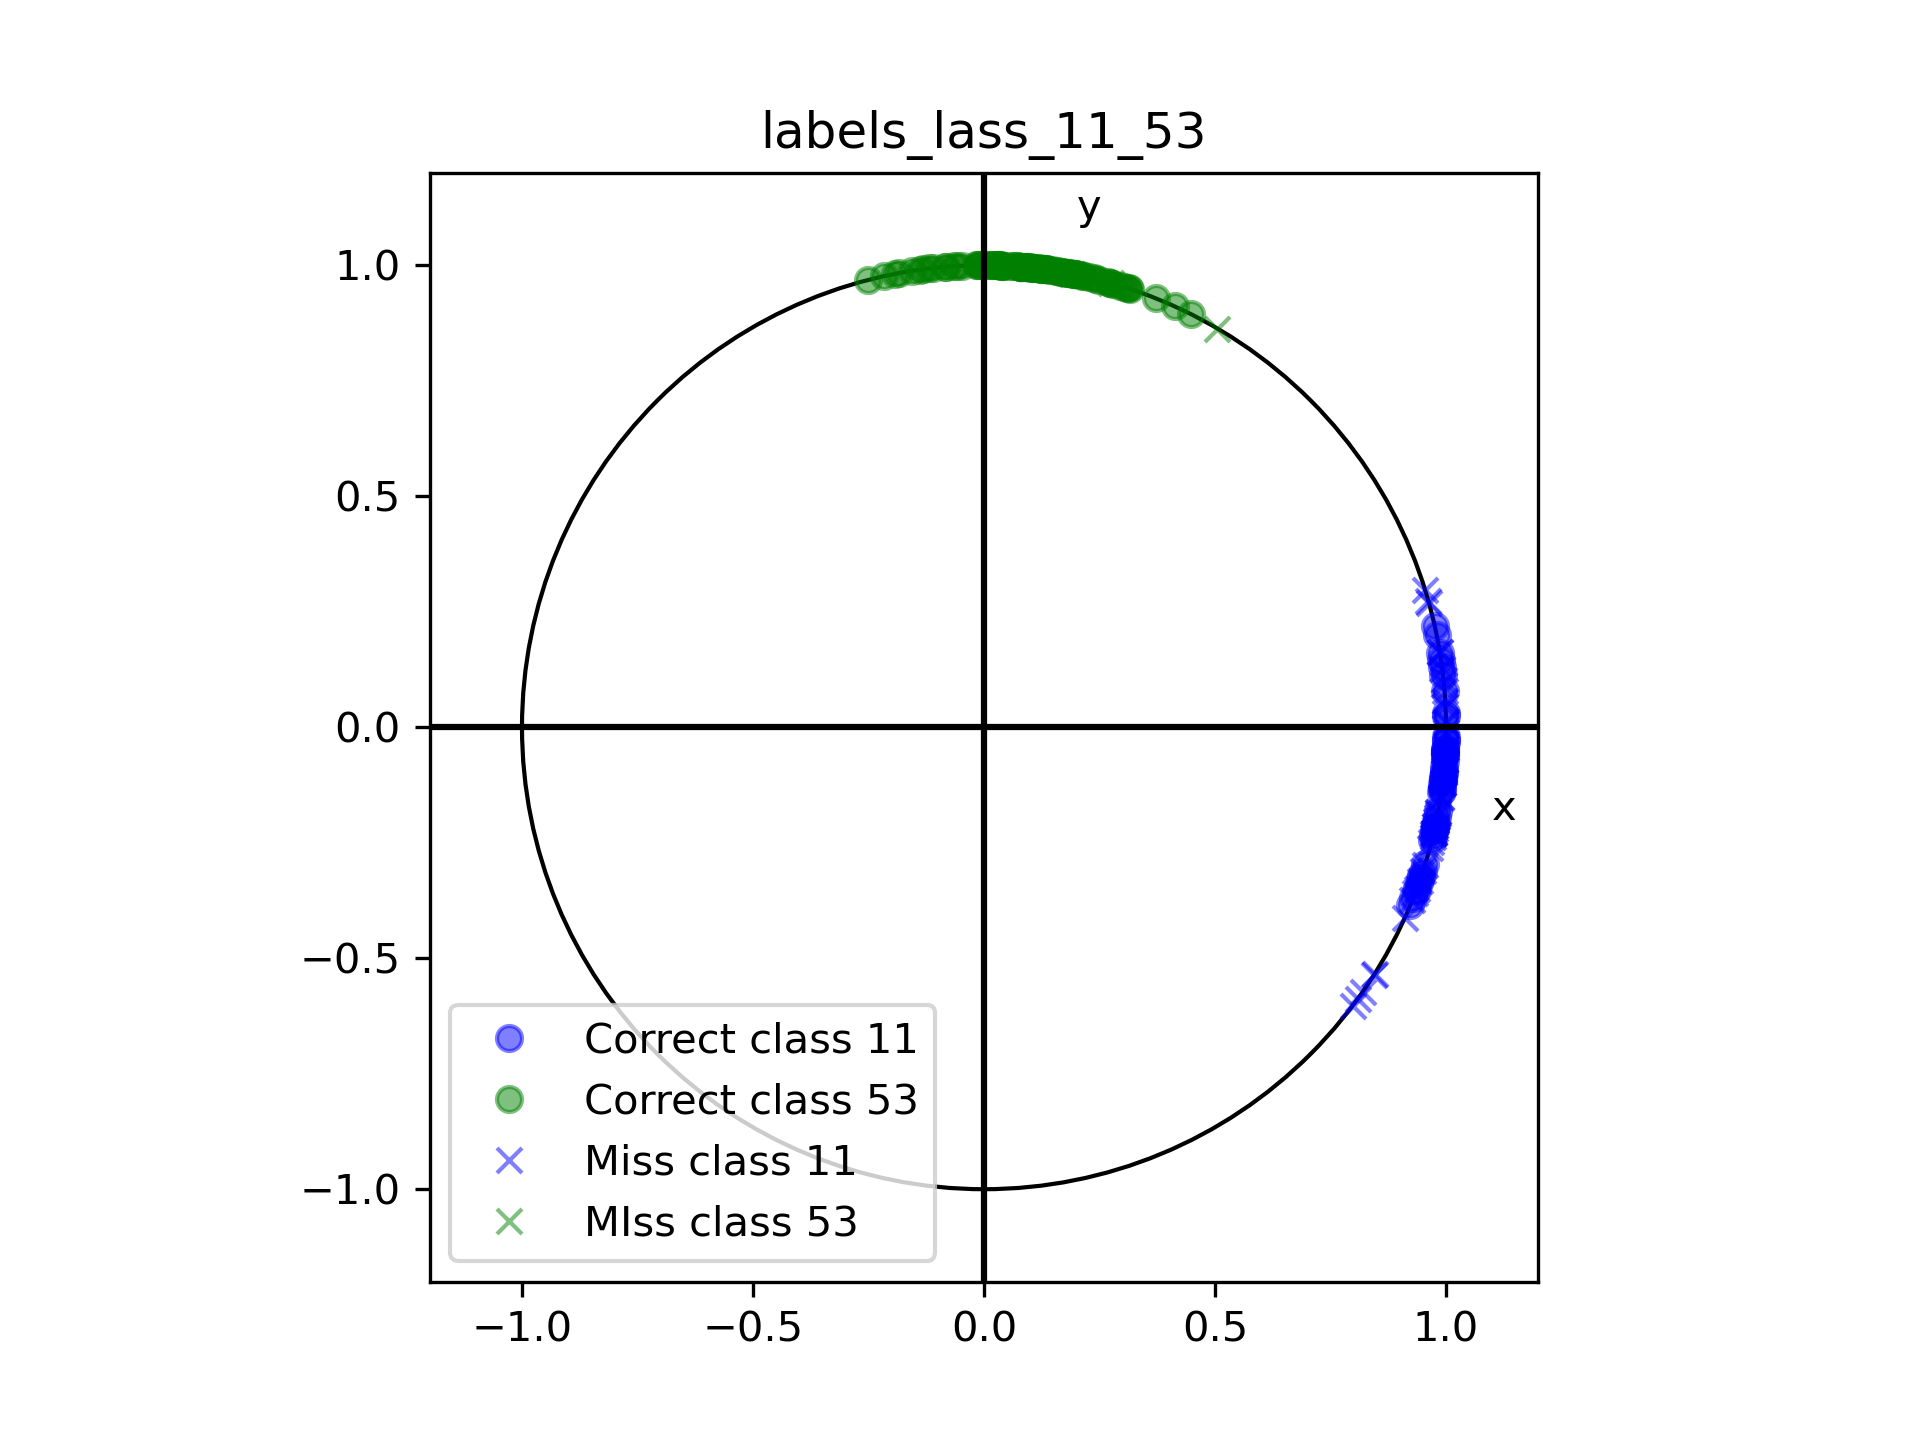 labels_lass_11_53
y
1.0
0.5
0.0
−0.5
−1.0
x
Correct class 11
Correct class 53
Miss class 11
MIss class 53
−1.0 −0.5 0.0 0.5 1.0